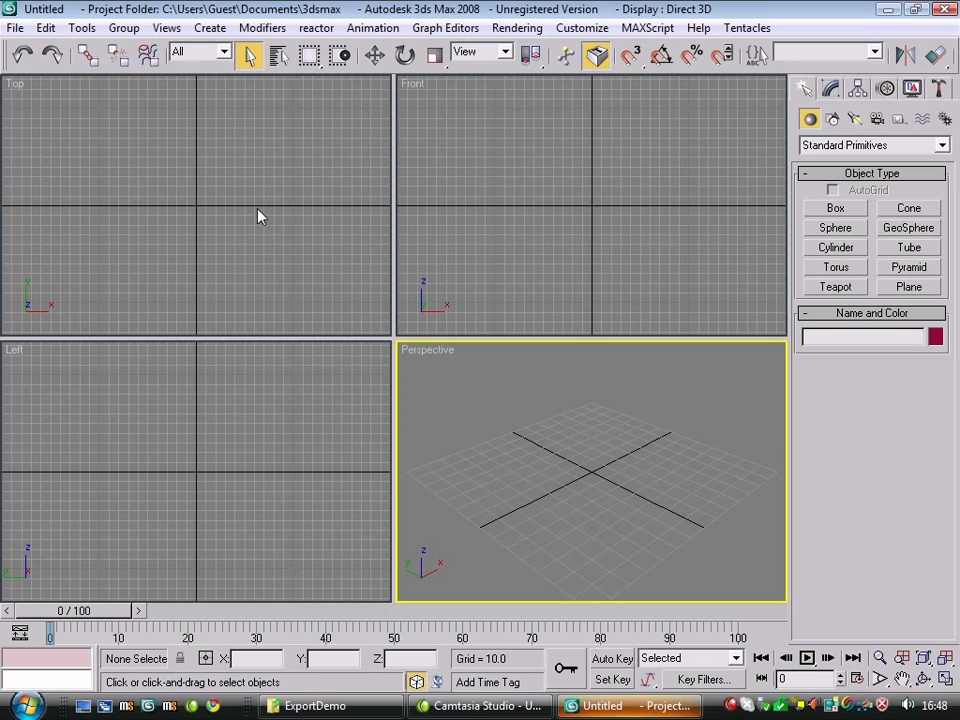 Untitled - Project Folder: C:\Users\Guest\Documents\3dsmax - Autodesk 3ds Max 2008 - Unregistered Version - Display : Direct 3D
File Edit Tools Group Views Create Modifiers reactor Animation Graph Editors Rendering Customize MAXScript Help Tentacles
All View 3 % ABC
Top
Front
Standard Primitives
- Object Type
AutoGrid
Box Cone
Sphere GeoSphere
Cylinder Tube
Torus Pyramid
Teapot Plane
- Name and Color
y z x
z y x
Left
Perspective
z y x
z y x
< 0 / 100 >
0 10 20 30 40 50 60 70 80 90 100
None Selecte X: Y: Z: Grid = 10.0 Auto Key Selected
Click or click-and-drag to select objects Add Time Tag Set Key Key Filters... 0
ExportDemo Camtasia Studio - U... Untitled - Project... 16:48